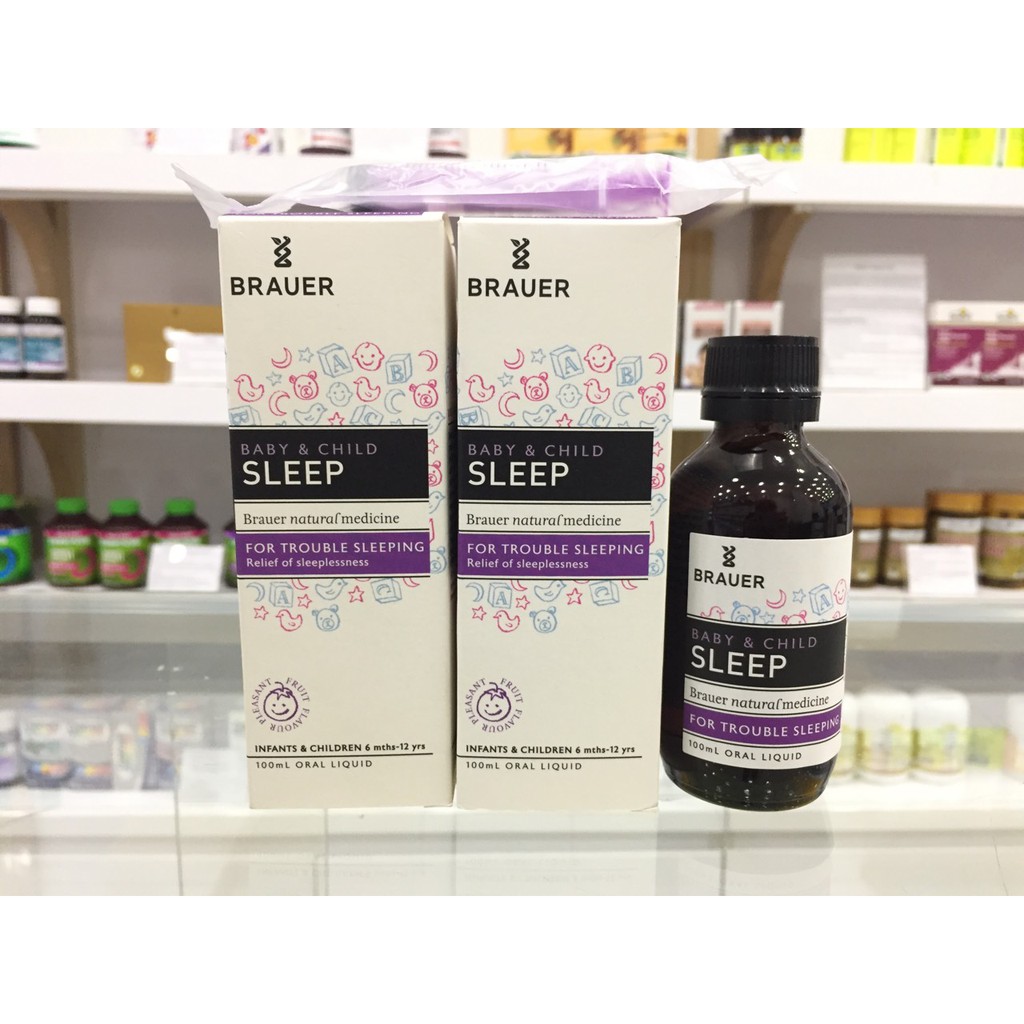 TROUBLE SLEEPING
BRAUER
BABY & CHILD
SLEEP
Brauer natural medicine
FOR TROUBLE SLEEPING
Relief of sleeplessness
PLEASANT FRUIT FLAVOUR
INFANTS & CHILDREN 6 mths-12 yrs
100mL ORAL LIQUID
BRAUER
BABY & CHILD
SLEEP
Brauer natural medicine
FOR TROUBLE SLEEPING
Relief of sleeplessness
PLEASANT FRUIT FLAVOUR
INFANTS & CHILDREN 6 mths-12 yrs
100mL ORAL LIQUID
BRAUER
BABY & CHILD
SLEEP
Brauer natural medicine
FOR TROUBLE SLEEPING
100mL ORAL LIQUID